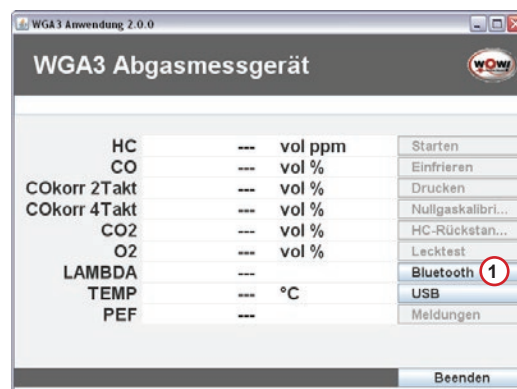 WGA3 Anwendung 2.0.0
WGA3 Abgasmessgerät
WOW!
HC --- vol ppm Starten
CO --- vol % Einfrieren
COkorr 2Takt --- vol % Drucken
COkorr 4Takt --- vol % Nullgaskalibri...
CO2 --- vol % HC-Rückstan...
O2 --- vol % Lecktest
LAMBDA --- Bluetooth 1
TEMP --- °C USB
PEF --- Meldungen
Beenden